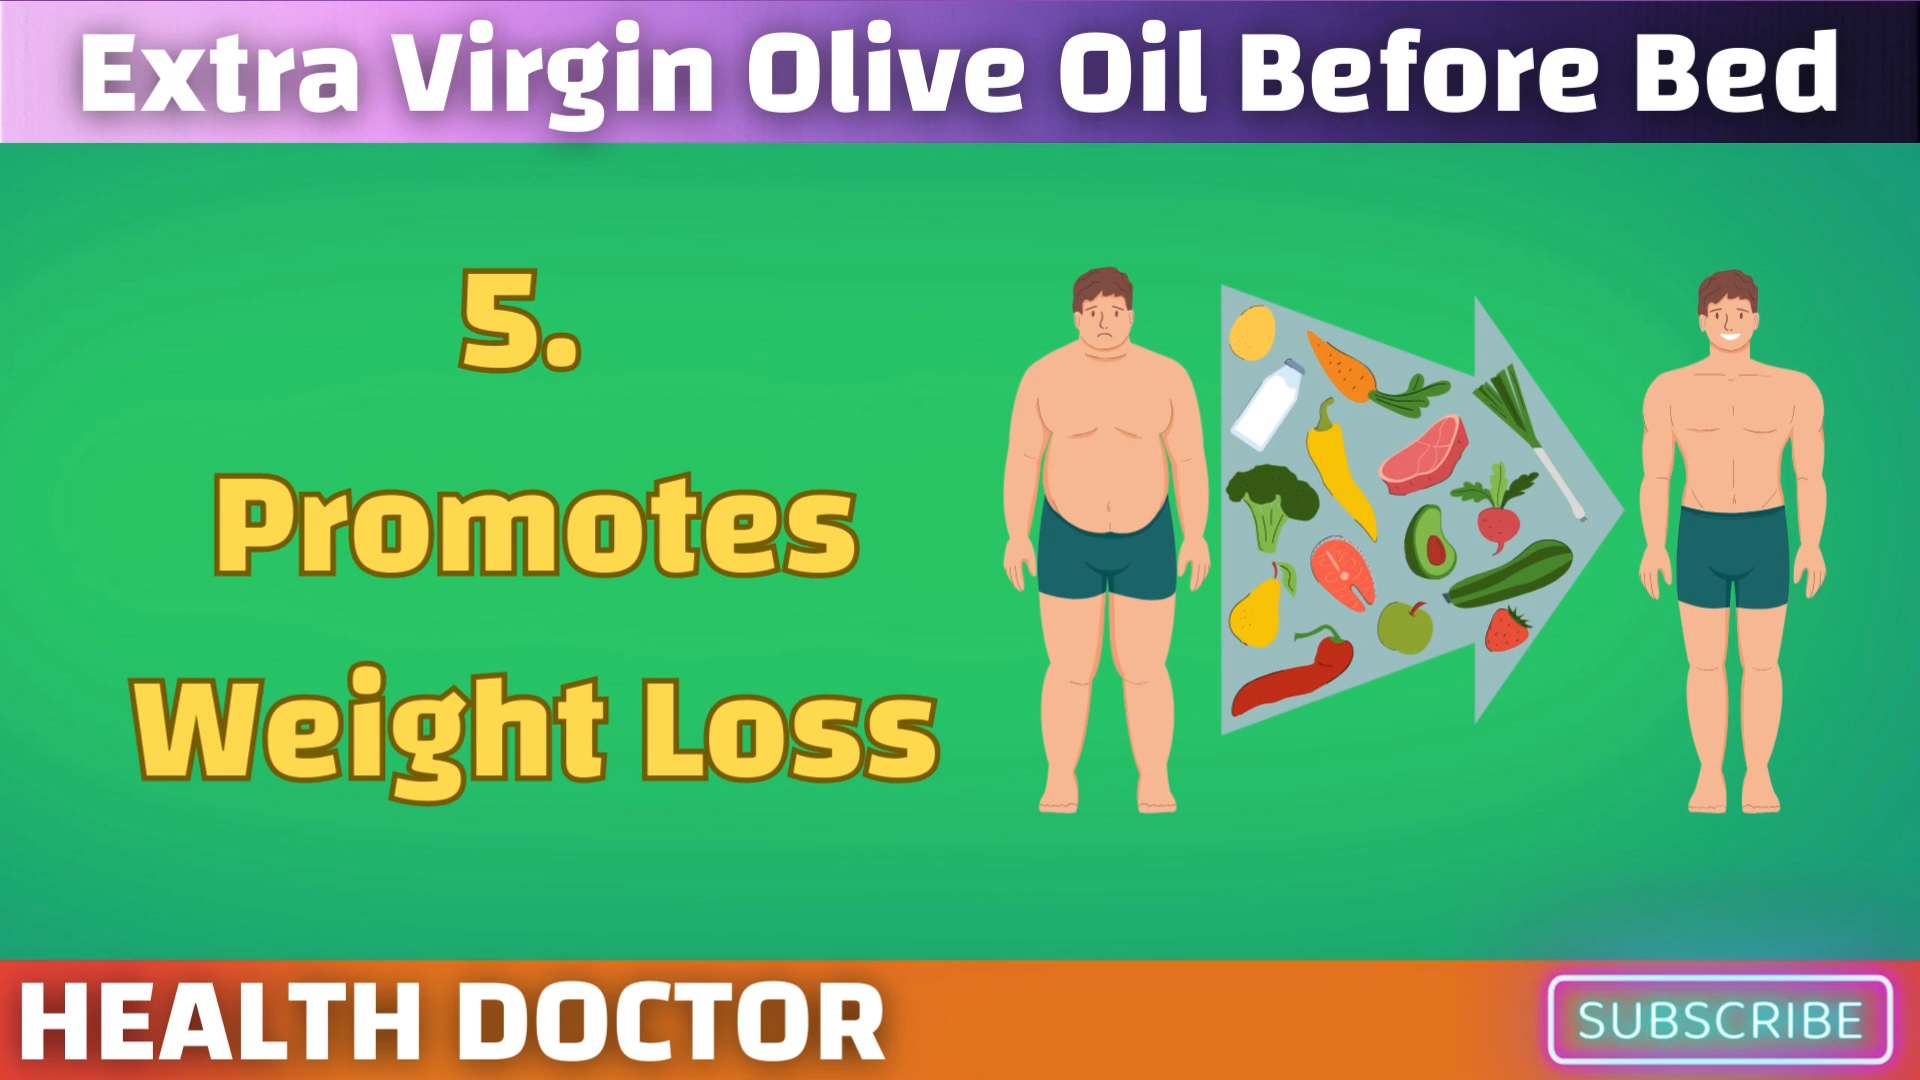 Extra Virgin Olive Oil Before Bed
5.
Promotes
Weight Loss
HEALTH DOCTOR
SUBSCRIBE